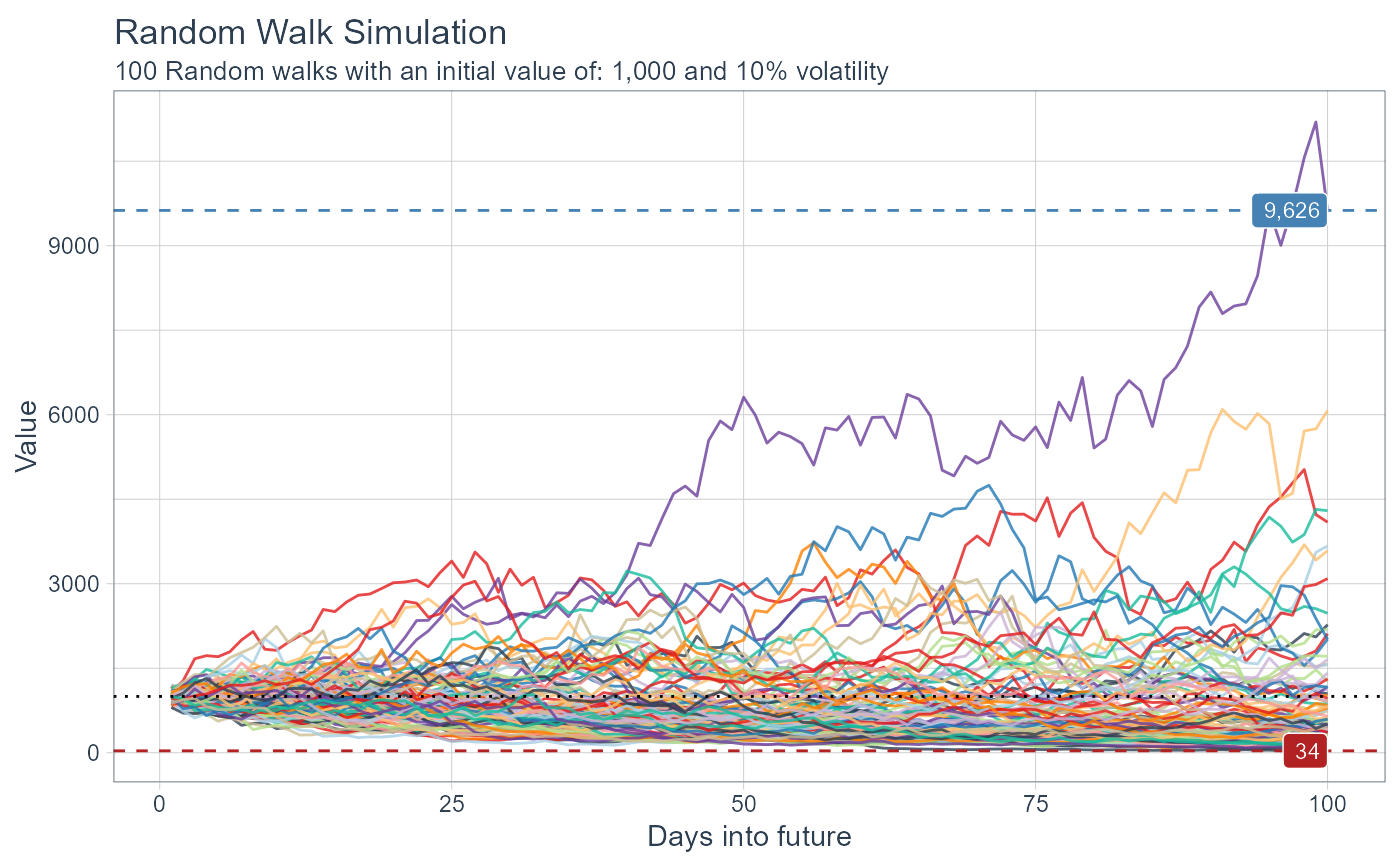 Random Walk Simulation
100 Random walks with an initial value of: 1,000 and 10% volatility
Value
9000
6000
3000
0
9,626
34
0 25 50 75 100
Days into future